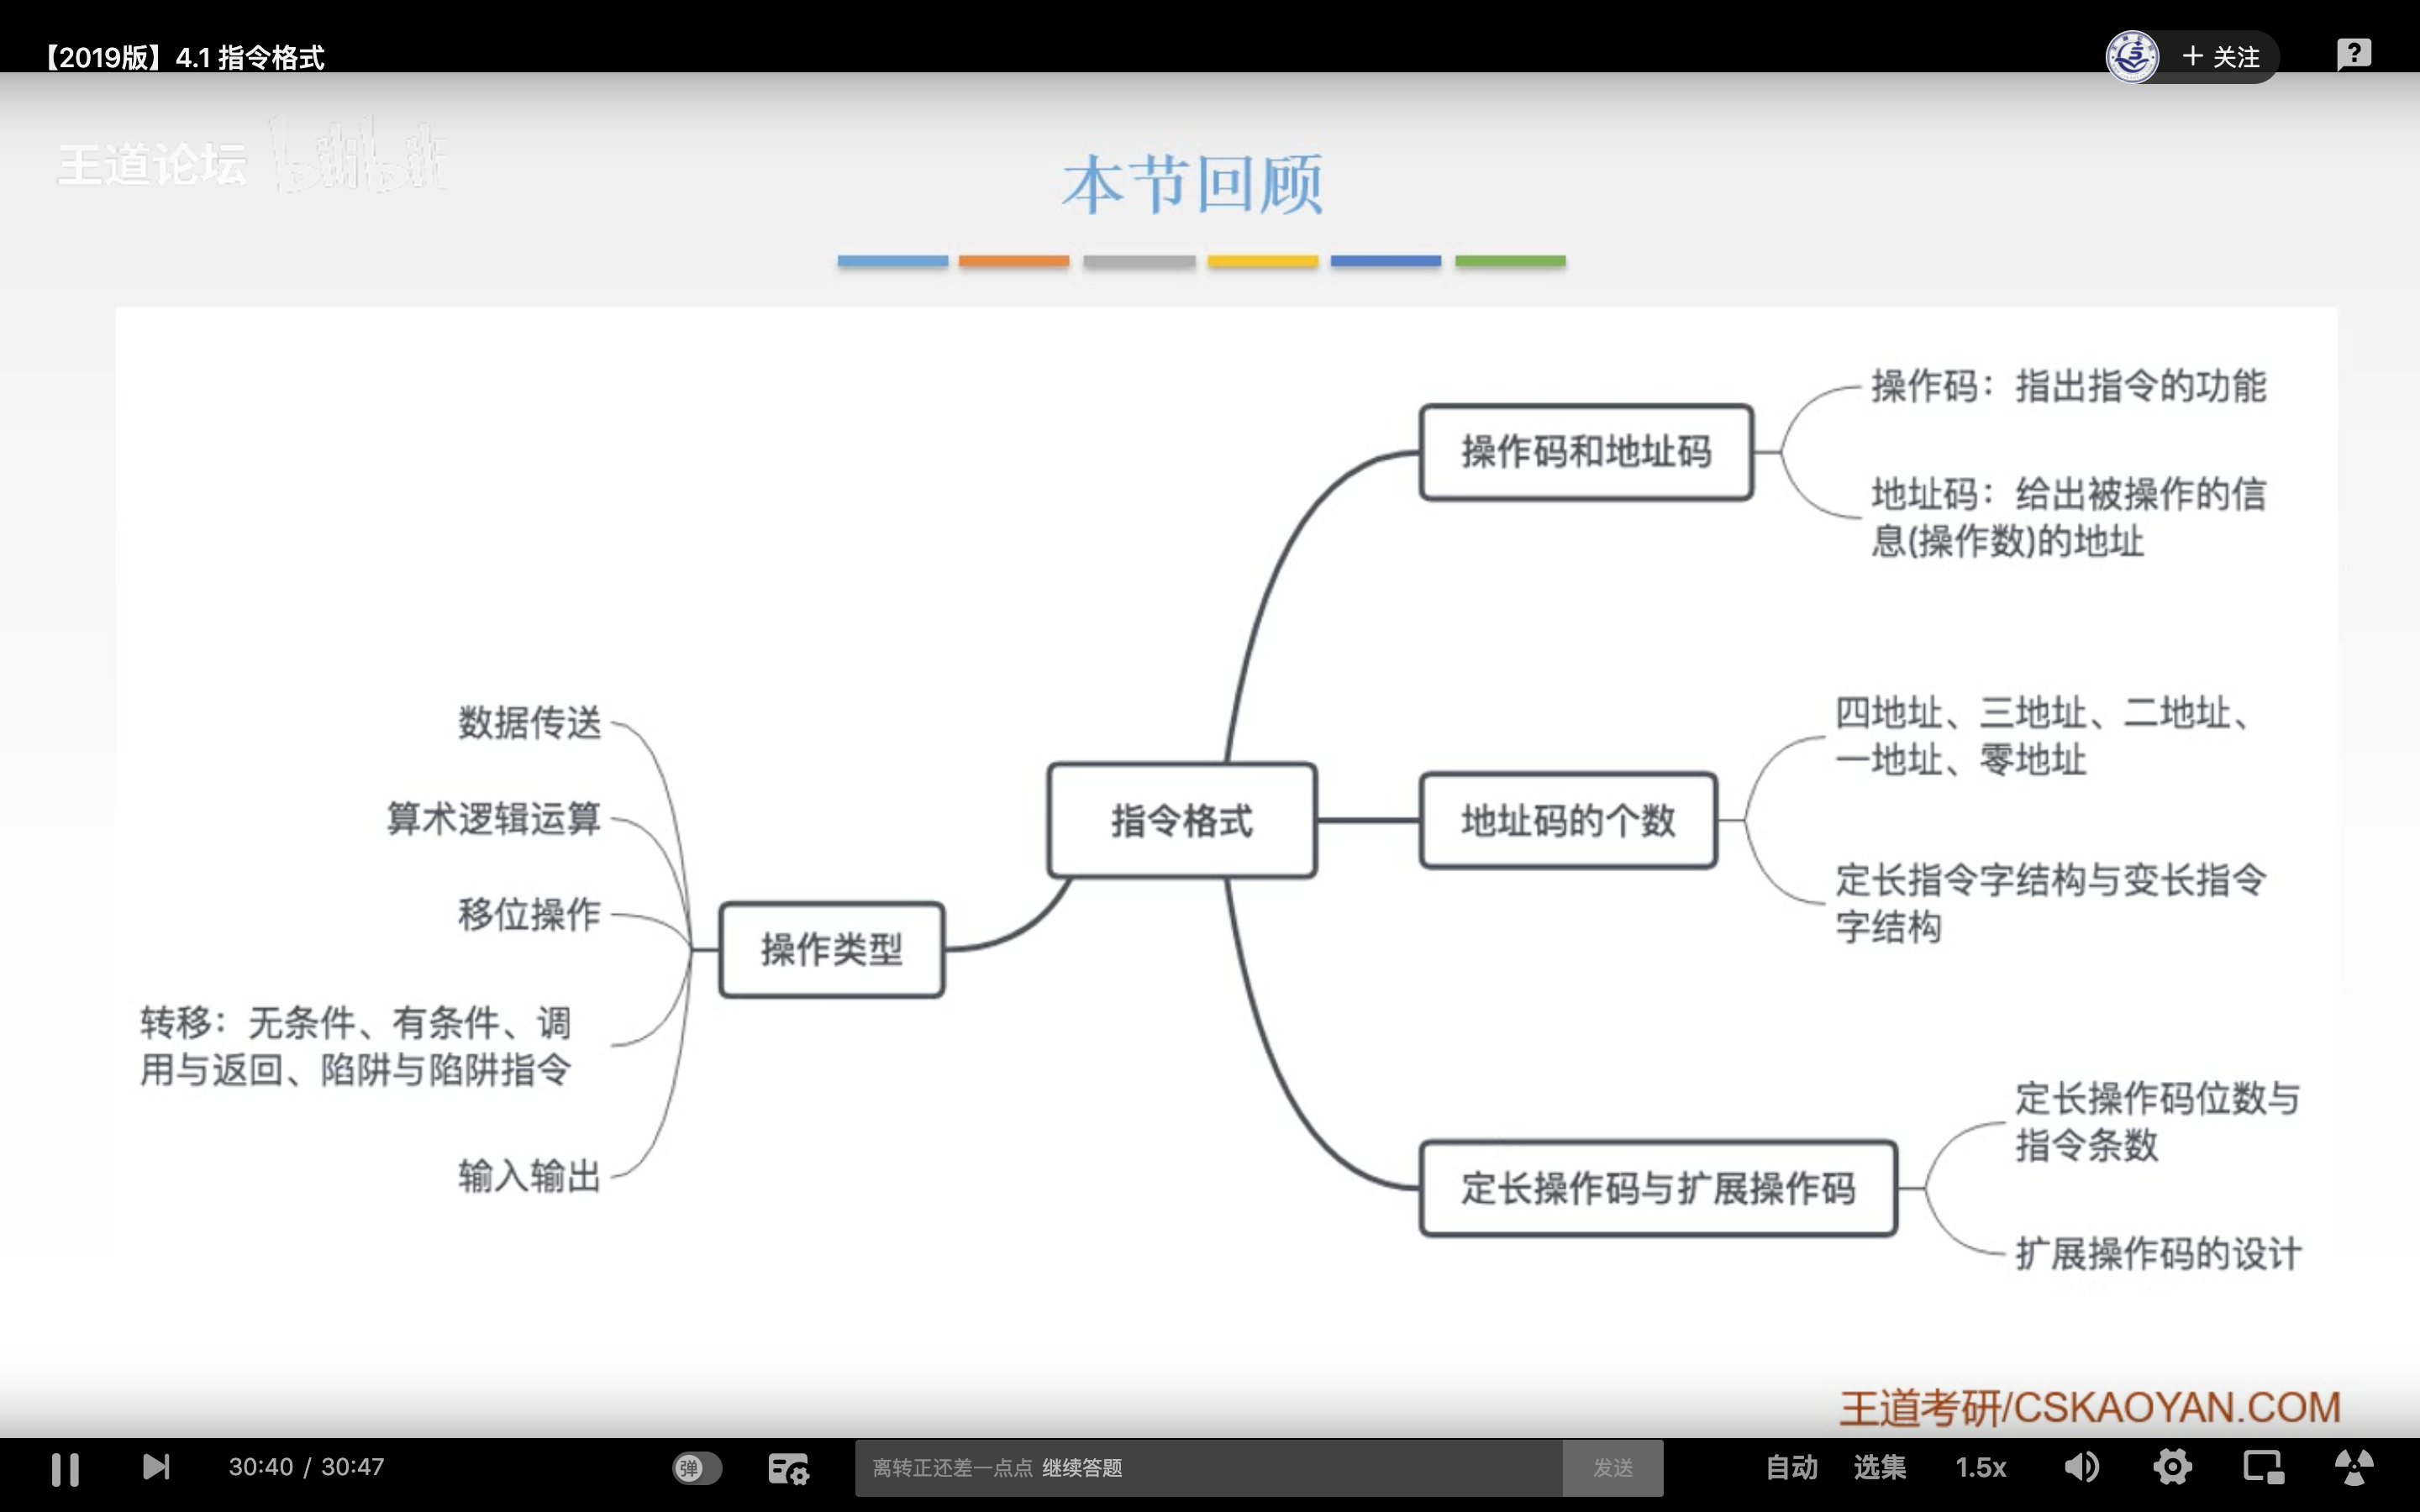 【2019版】4.1 指令格式
+ 关注
?
王道论坛 bilibili
本节回顾
操作码和地址码
操作码：指出指令的功能
地址码：给出被操作的信
息(操作数)的地址
指令格式
地址码的个数
四地址、三地址、二地址、
一地址、零地址
定长指令字结构与变长指令
字结构
定长操作码与扩展操作码
定长操作码位数与
指令条数
扩展操作码的设计
操作类型
数据传送
算术逻辑运算
移位操作
转移：无条件、有条件、调
用与返回、陷阱与陷阱指令
输入输出
王道考研/CSKAOYAN.COM
30:40 / 30:47
弹
离转正还差一点点 继续答题
发送
自动
选集
1.5x